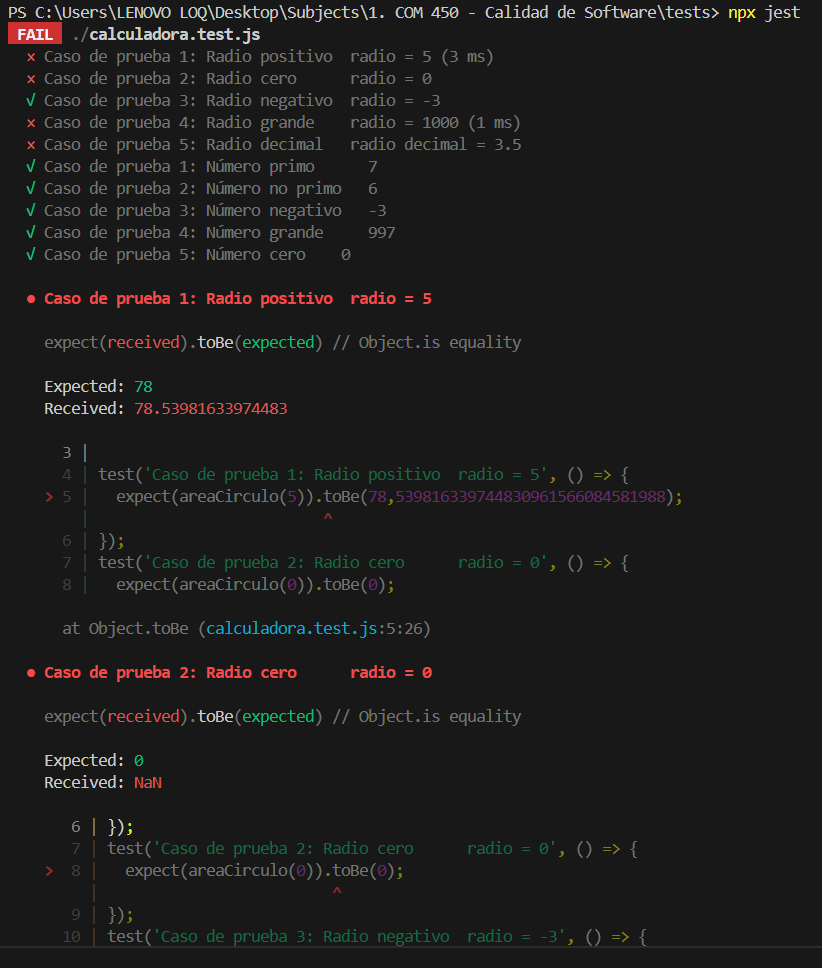 PS C:\Users\LENOVO LOQ\Desktop\Subjects\1. COM 450 - Calidad de Software\tests> npx jest
FAIL ./calculadora.test.js
× Caso de prueba 1: Radio positivo  radio = 5 (3 ms)
× Caso de prueba 2: Radio cero      radio = 0
√ Caso de prueba 3: Radio negativo  radio = -3
× Caso de prueba 4: Radio grande    radio = 1000 (1 ms)
× Caso de prueba 5: Radio decimal   radio decimal = 3.5
√ Caso de prueba 1: Número primo      7
√ Caso de prueba 2: Número no primo   6
√ Caso de prueba 3: Número negativo   -3
√ Caso de prueba 4: Número grande     997
√ Caso de prueba 5: Número cero    0
● Caso de prueba 1: Radio positivo  radio = 5
expect(received).toBe(expected) // Object.is equality
Expected: 78
Received: 78.53981633974483
3 |
4 | test('Caso de prueba 1: Radio positivo  radio = 5', () => {
> 5 |   expect(areaCirculo(5)).toBe(78,539816339744830961566084581988);
|                          ^
6 | });
7 | test('Caso de prueba 2: Radio cero      radio = 0', () => {
8 |   expect(areaCirculo(0)).toBe(0);
at Object.toBe (calculadora.test.js:5:26)
● Caso de prueba 2: Radio cero      radio = 0
expect(received).toBe(expected) // Object.is equality
Expected: 0
Received: NaN
6 | });
7 | test('Caso de prueba 2: Radio cero      radio = 0', () => {
> 8 |   expect(areaCirculo(0)).toBe(0);
|                          ^
9 | });
10 | test('Caso de prueba 3: Radio negativo  radio = -3', () => {